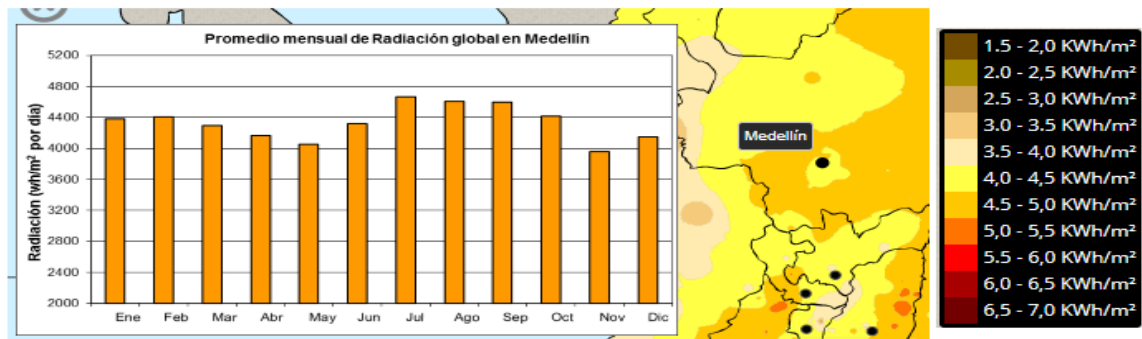 Promedio mensual de Radiación global en Medellín
Radiación (wh/m² por día)
5200
4800
4400
4000
3600
3200
2800
2400
2000
Ene Feb Mar Abr May Jun Jul Ago Sep Oct Nov Dic
Medellín
1.5 - 2,0 KWh/m²
2.0 - 2,5 KWh/m²
2.5 - 3,0 KWh/m²
3.0 - 3.5 KWh/m²
3.5 - 4,0 KWh/m²
4,0 - 4,5 KWh/m²
4.5 - 5,0 KWh/m²
5,0 - 5,5 KWh/m²
5.5 - 6,0 KWh/m²
6,0 - 6,5 KWh/m²
6,5 - 7,0 KWh/m²